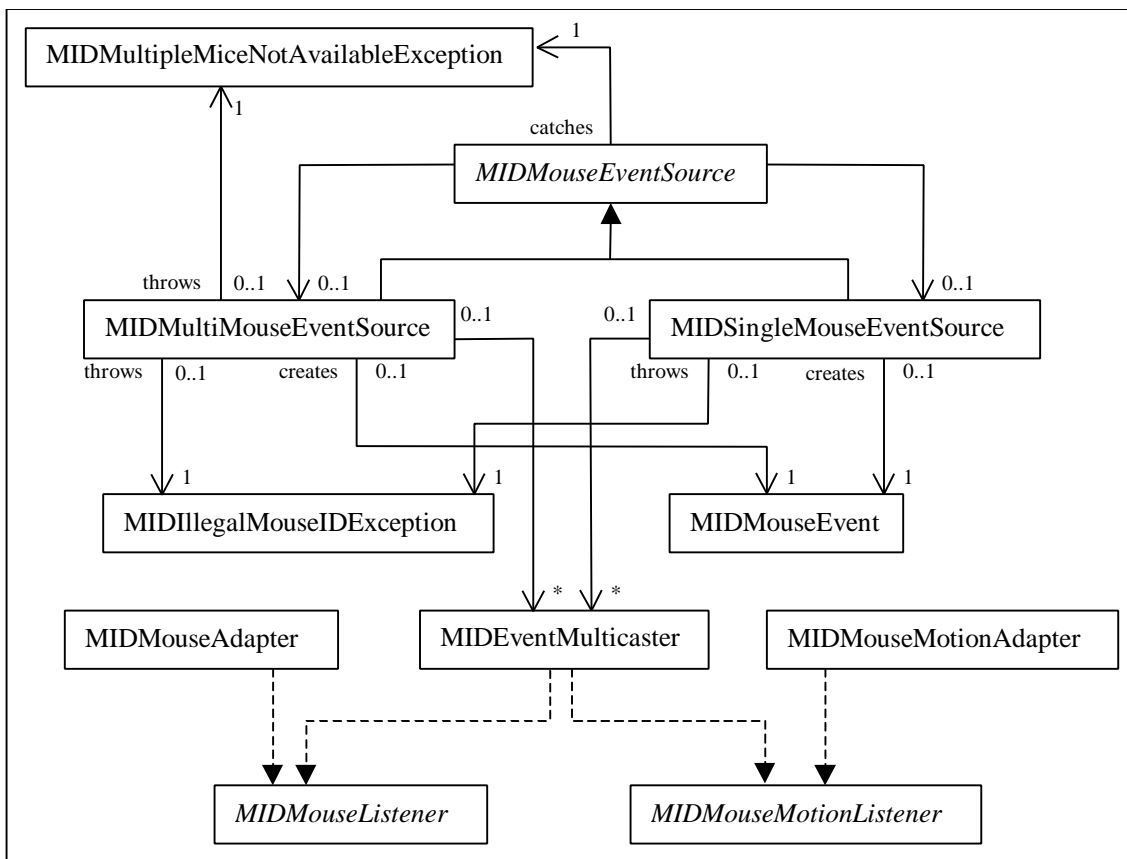 1
MIDMultipleMiceNotAvailableException
1
catches
MIDMouseEventSource
throws 0..1 0..1 0..1
MIDMultiMouseEventSource 0..1 0..1 MIDSingleMouseEventSource
throws 0..1 creates 0..1 throws 0..1 creates 0..1
1 1 1 1
MIDIllegalMouseIDException MIDMouseEvent
* *
MIDMouseAdapter MIDEventMulticaster MIDMouseMotionAdapter
MIDMouseListener MIDMouseMotionListener